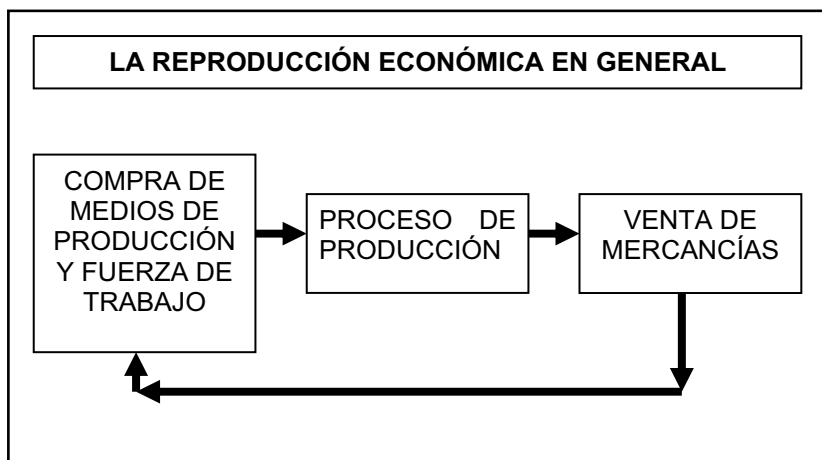 LA REPRODUCCIÓN ECONÓMICA EN GENERAL
COMPRA DE
MEDIOS DE
PRODUCCIÓN
Y FUERZA DE
TRABAJO
PROCESO DE
PRODUCCIÓN
VENTA DE
MERCANCÍAS